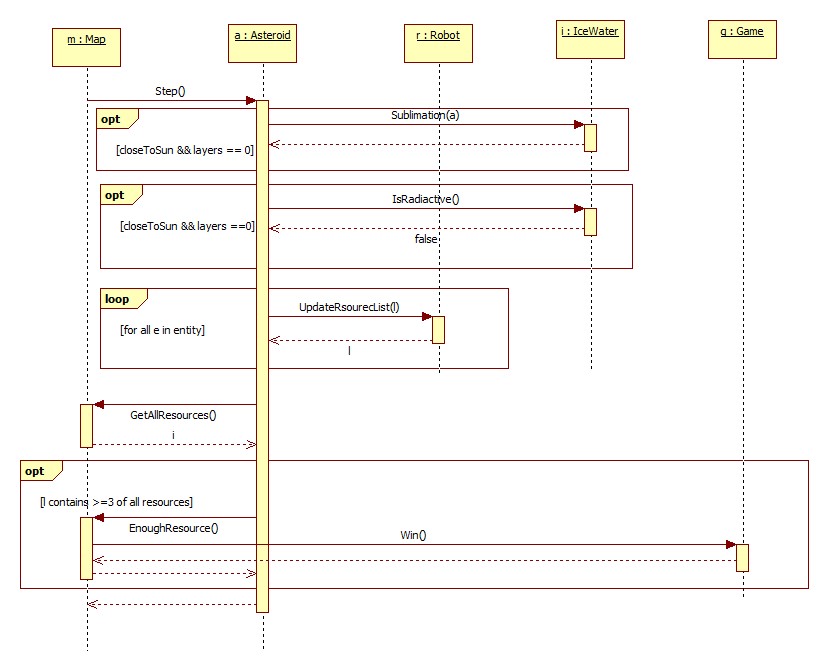 m : Map
a : Asteroid
r : Robot
i : IceWater
g : Game
Step()
opt
Sublimation(a)
[closeToSun && layers == 0]
opt
IsRadiactive()
[closeToSun && layers ==0]
false
loop
UpdateRsourecList(l)
[for all e in entity]
l
GetAllResources()
i
opt
[l contains >=3 of all resources]
EnoughResource()
Win()